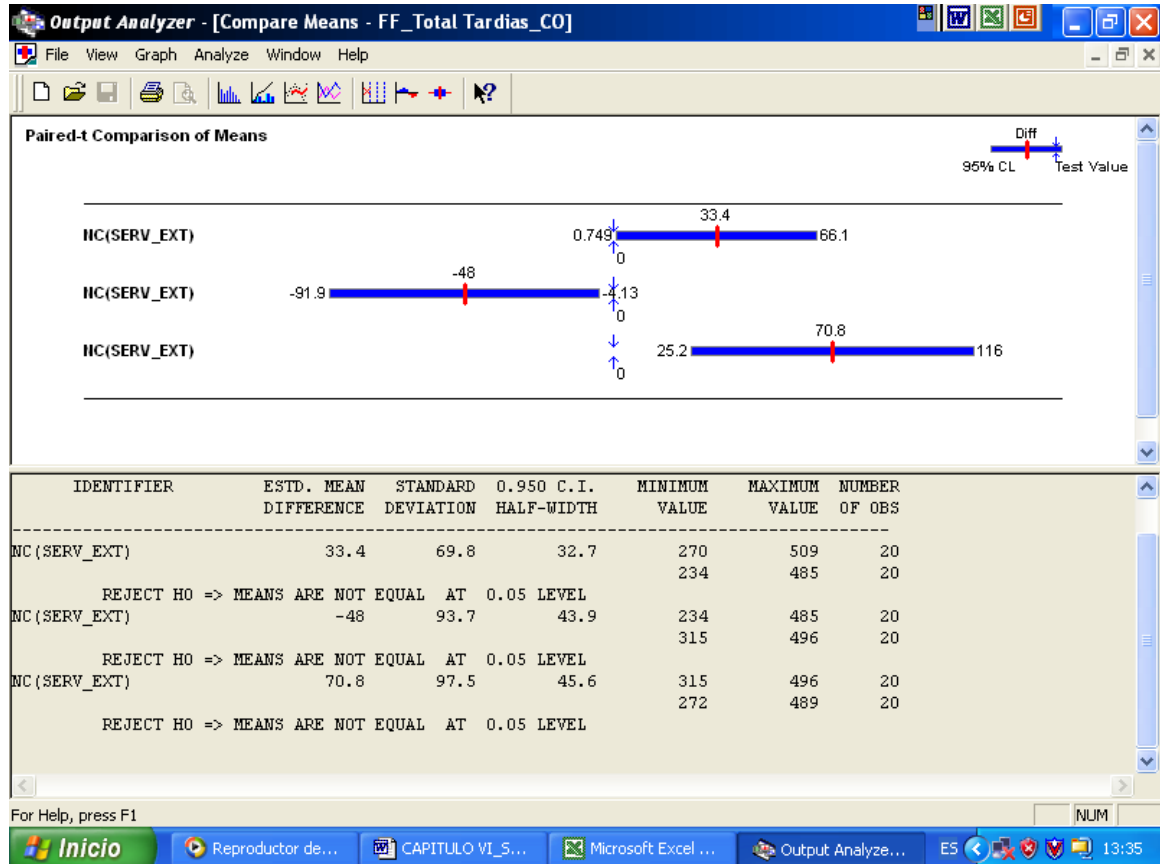 Output Analyzer - [Compare Means - FF_Total Tardias_CO]
File View Graph Analyze Window Help
Paired-t Comparison of Means
Diff
95% CL Test Value
33.4
NC(SERV_EXT) 0.749 66.1
0
-48
NC(SERV_EXT) -91.9 -4.13
0
70.8
NC(SERV_EXT) 25.2 116
0
IDENTIFIER ESTD. MEAN STANDARD 0.950 C.I. MINIMUM MAXIMUM NUMBER
DIFFERENCE DEVIATION HALF-WIDTH VALUE VALUE OF OBS
NC(SERV_EXT) 33.4 69.8 32.7 270 509 20
234 485 20
REJECT H0 => MEANS ARE NOT EQUAL AT 0.05 LEVEL
NC(SERV_EXT) -48 93.7 43.9 234 485 20
315 496 20
REJECT H0 => MEANS ARE NOT EQUAL AT 0.05 LEVEL
NC(SERV_EXT) 70.8 97.5 45.6 315 496 20
272 489 20
REJECT H0 => MEANS ARE NOT EQUAL AT 0.05 LEVEL
For Help, press F1 NUM
Inicio Reproductor de... CAPITULO VI_S... Microsoft Excel ... Output Analyze... ES 13:35